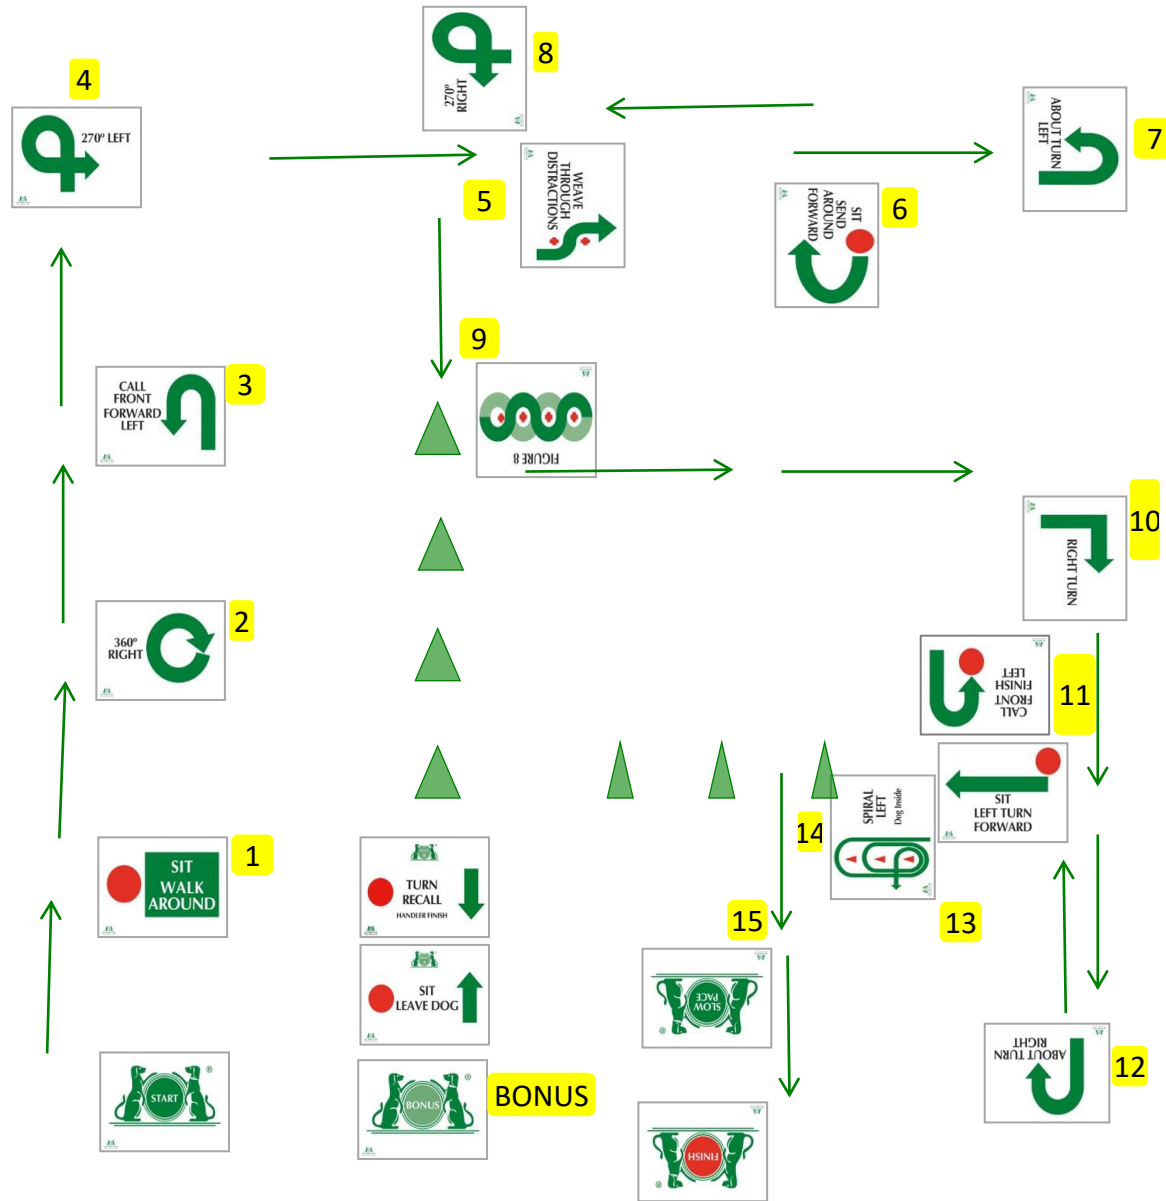 4
270º LEFT
8
270º
RIGHT
7
ABOUT TURN
LEFT
5
WEAVE
THROUGH
DISTRACTIONS
6
SIT
SEND
AROUND
FORWARD
9
FIGURE 8
3
CALL
FRONT
FORWARD
LEFT
10
RIGHT TURN
2
360º
RIGHT
11
CALL
FRONT
FINISH
LEFT
SIT
LEFT TURN
FORWARD
1
SIT
WALK
AROUND
TURN
RECALL
HANDLER FINISH
14
SPIRAL
LEFT
Dog Inside
13
15
SLOW
PACE
SIT
LEAVE DOG
12
ABOUT TURN
RIGHT
START
®
BONUS
®
BONUS
FINISH
®
®